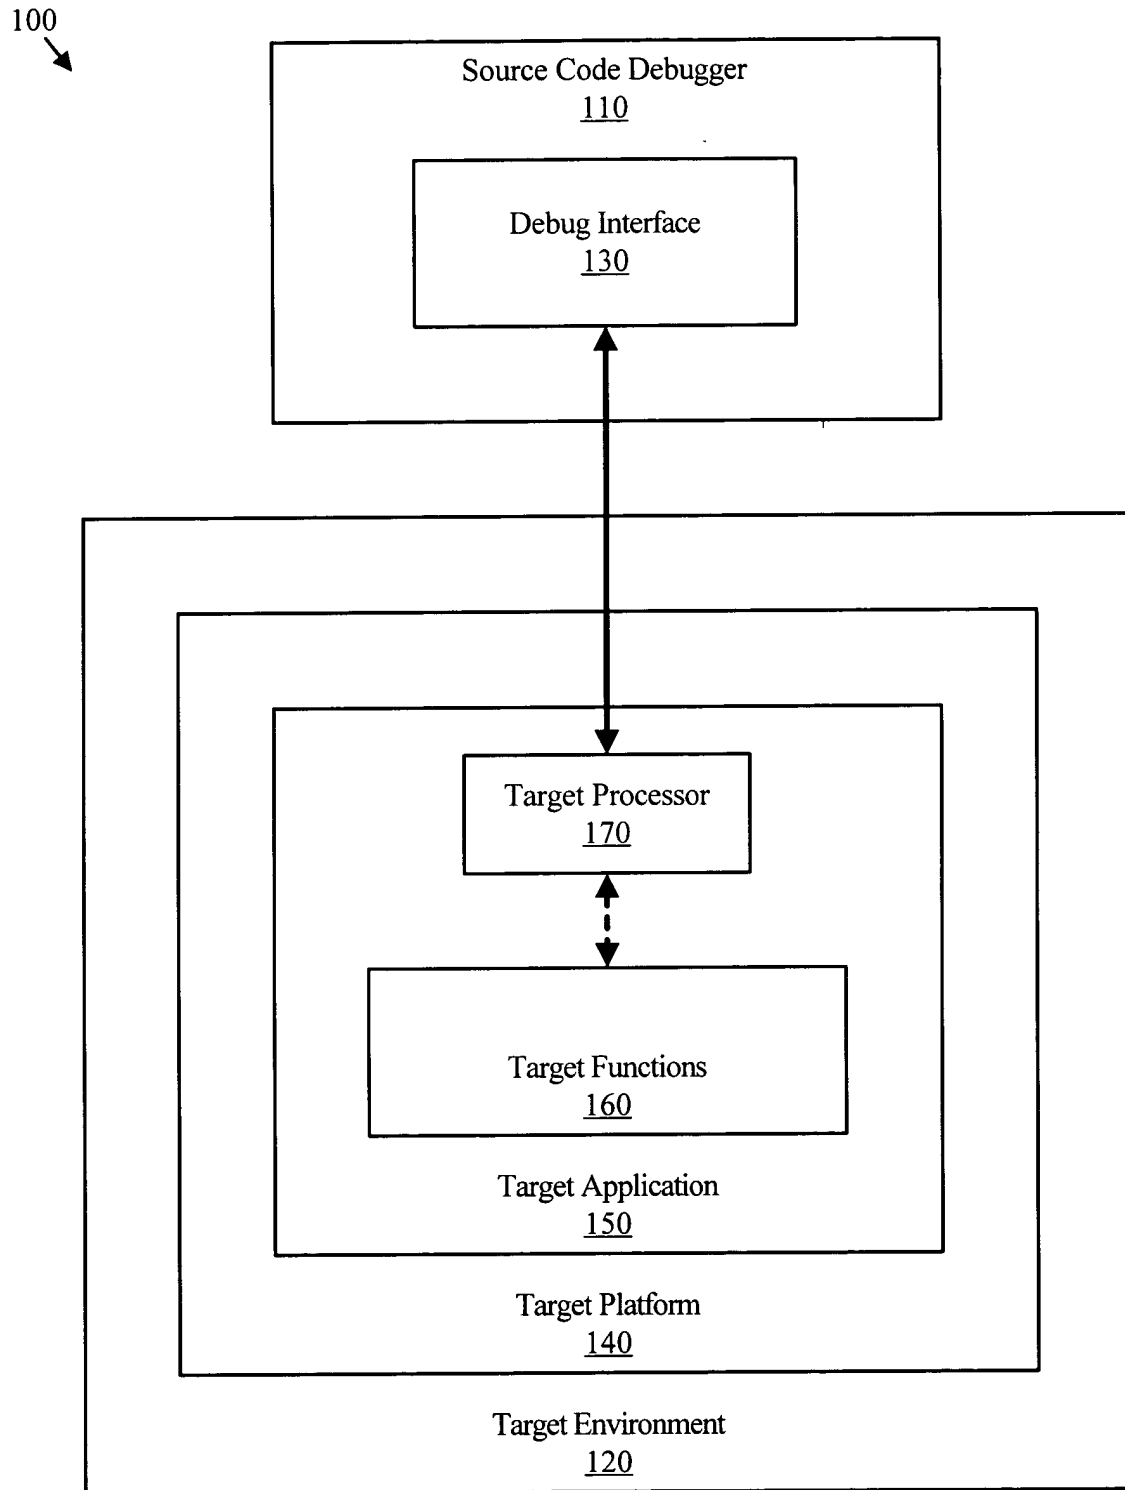 100
Source Code Debugger
110
Debug Interface
130
Target Processor
170
Target Functions
160
Target Application
150
Target Platform
140
Target Environment
120